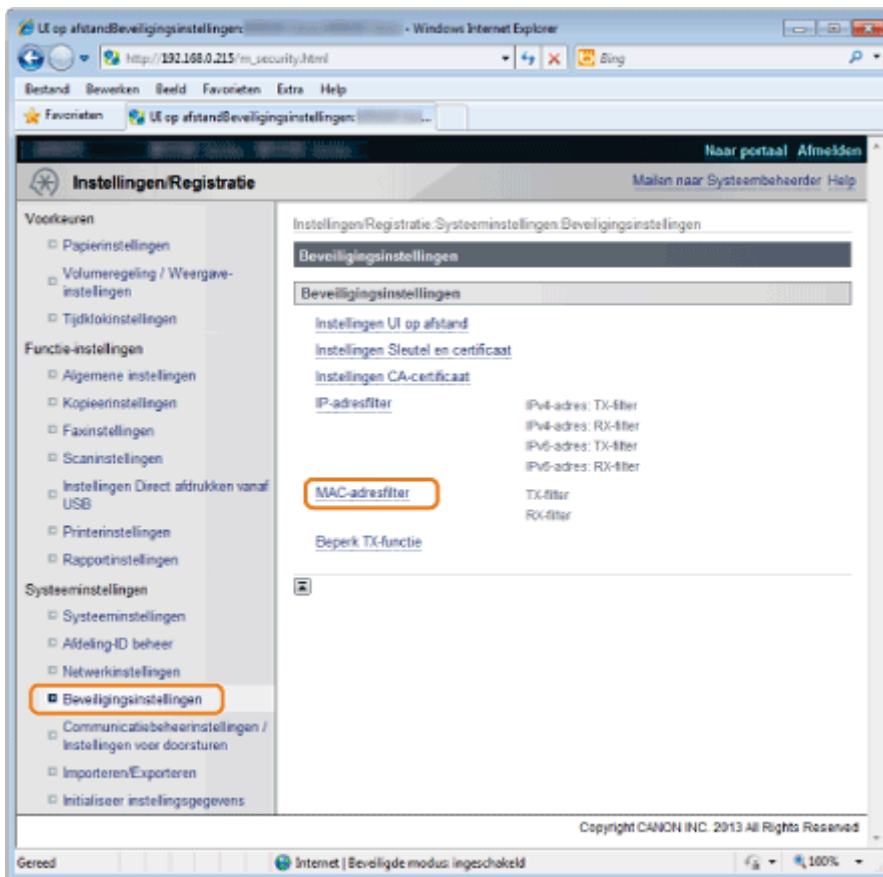 UI op afstandBeveiligingsinstellingen: - Windows Internet Explorer
http://192.168.0.215/m_security.html
Bing
Bestand Bewerken Beeld Favorieten Extra Help
Favorieten UI op afstandBeveiligingsinstellingen: ...
Naar portaal Afmelden
Instellingen/Registratie
Mailen naar Systeembeheerder Help
Voorkeuren
Papierinstellingen
Volumeregeling / Weergave-
instellingen
Tijdklokinstellingen
Functie-instellingen
Algemene instellingen
Kopieerinstellingen
Faxinstellingen
Scaninstellingen
Instellingen Direct afdrukken vanaf
USB
Printerinstellingen
Rapportinstellingen
Systeeminstellingen
Systeeminstellingen
Afdeling-ID beheer
Netwerkinstellingen
Beveiligingsinstellingen
Communicatiebeheerinstellingen /
Instellingen voor doorsturen
Importeren/Exporteren
Initialiseer instellingsgegevens
Instellingen/Registratie:Systeeminstellingen:Beveiligingsinstellingen
Beveiligingsinstellingen
Beveiligingsinstellingen
Instellingen UI op afstand
Instellingen Sleutel en certificaat
Instellingen CA-certificaat
IP-adresfilter
IPv4-adres: TX-filter
IPv4-adres: RX-filter
IPv6-adres: TX-filter
IPv6-adres: RX-filter
MAC-adresfilter
TX-filter
RX-filter
Beperk TX-functie
Copyright CANON INC. 2013 All Rights Reserved
Gereed
Internet | Beveiligde modus: ingeschakeld
100%